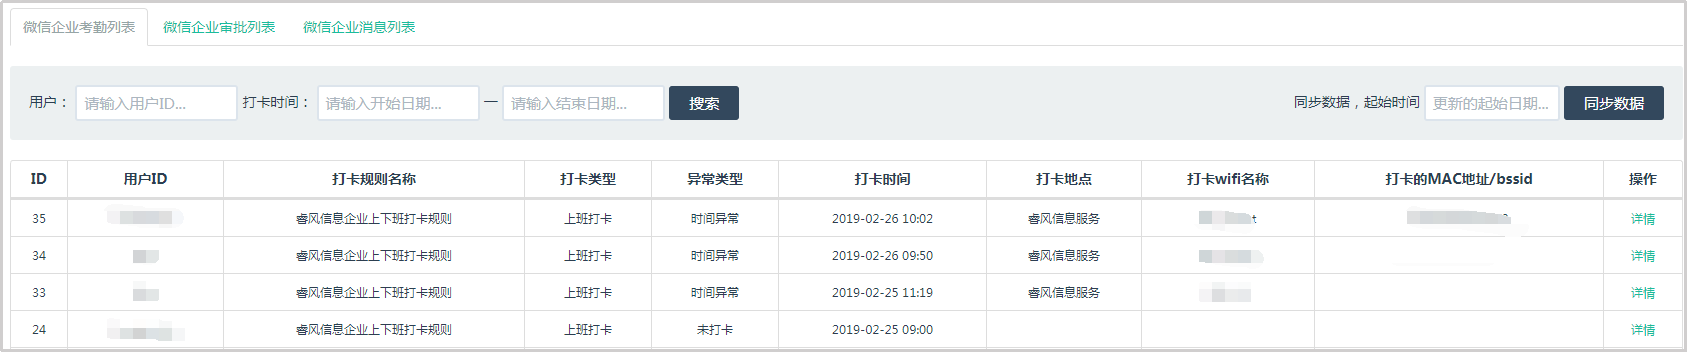 微信企业考勤列表 微信企业审批列表 微信企业消息列表
用户： 请输入用户ID... 打卡时间： 请输入开始日期... — 请输入结束日期... 搜索 同步数据，起始时间 更新的起始日期... 同步数据
ID 用户ID 打卡规则名称 打卡类型 异常类型 打卡时间 打卡地点 打卡wifi名称 打卡的MAC地址/bssid 操作
35 睿风信息企业上下班打卡规则 上班打卡 时间异常 2019-02-26 10:02 睿风信息服务 t 详情
34 睿风信息企业上下班打卡规则 上班打卡 时间异常 2019-02-26 09:50 睿风信息服务 详情
33 睿风信息企业上下班打卡规则 上班打卡 时间异常 2019-02-25 11:19 睿风信息服务 详情
24 睿风信息企业上下班打卡规则 上班打卡 未打卡 2019-02-25 09:00 详情